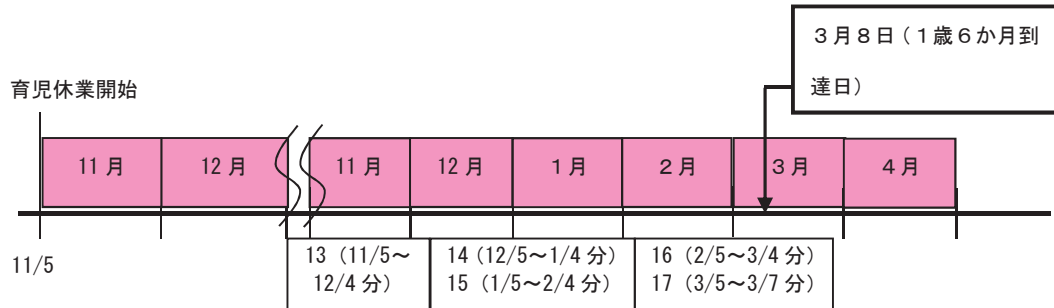 ３月８日（１歳６か月到
達日）
育児休業開始
11月
12月
11月
12月
１月
２月
３月
４月
11/5
13（11/5～
12/4分）
14（12/5～1/4分）
15（1/5～2/4分）
16（2/5～3/4分）
17（3/5～3/7分）